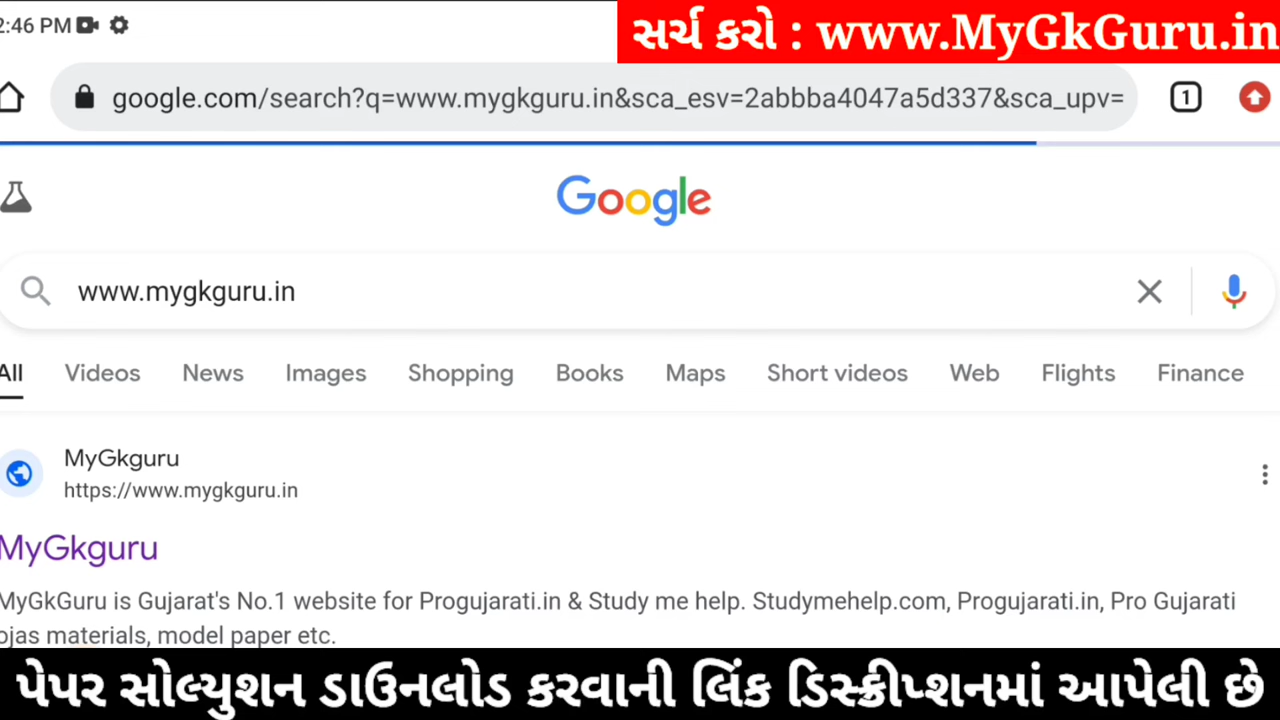 2:46 PM
સર્ચ કરો : www.MyGkGuru.in
google.com/search?q=www.mygkguru.in&sca_esv=2abbba4047a5d337&sca_upv=
1
Google
www.mygkguru.in
All Videos News Images Shopping Books Maps Short videos Web Flights Finance
MyGkguru
https://www.mygkguru.in
MyGkguru
MyGkGuru is Gujarat's No.1 website for Progujarati.in & Study me help. Studymehelp.com, Progujarati.in, Pro Gujarati
ojas materials, model paper etc.
પેપર સોલ્યુશન ડાઉનલોડ કરવાની લિંક ડિસ્ક્રીપ્શનમાં આપેલી છે